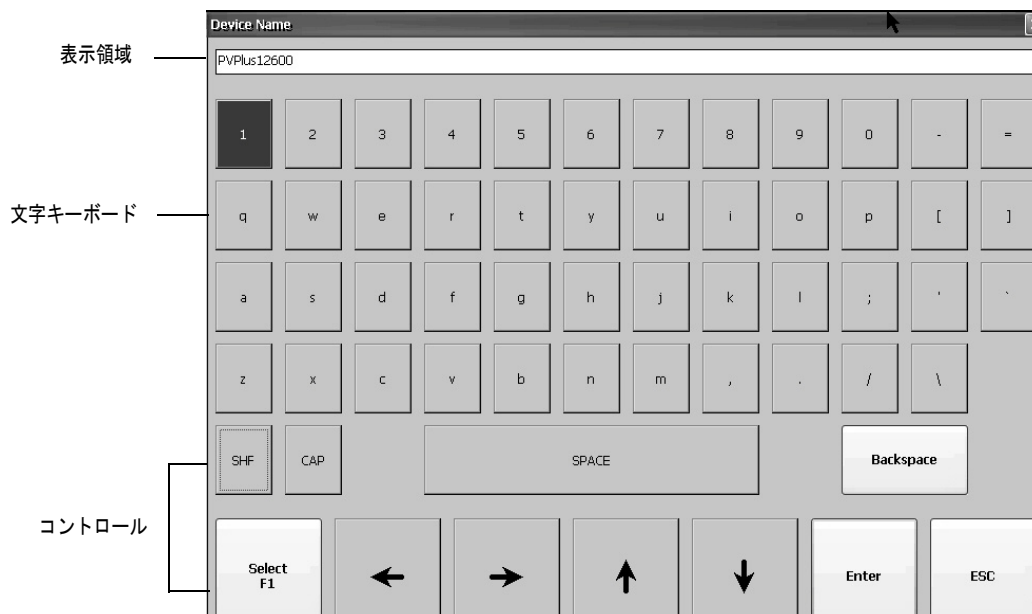 Device Name
表示領域
PVPlus12600
1 2 3 4 5 6 7 8 9 0 - =
文字キーボード
q w e r t y u i o p [ ]
a s d f g h j k l ; ' `
z x c v b n m , . / \
SHF CAP SPACE Backspace
コントロール
Select
F1
← → ↑ ↓ Enter ESC